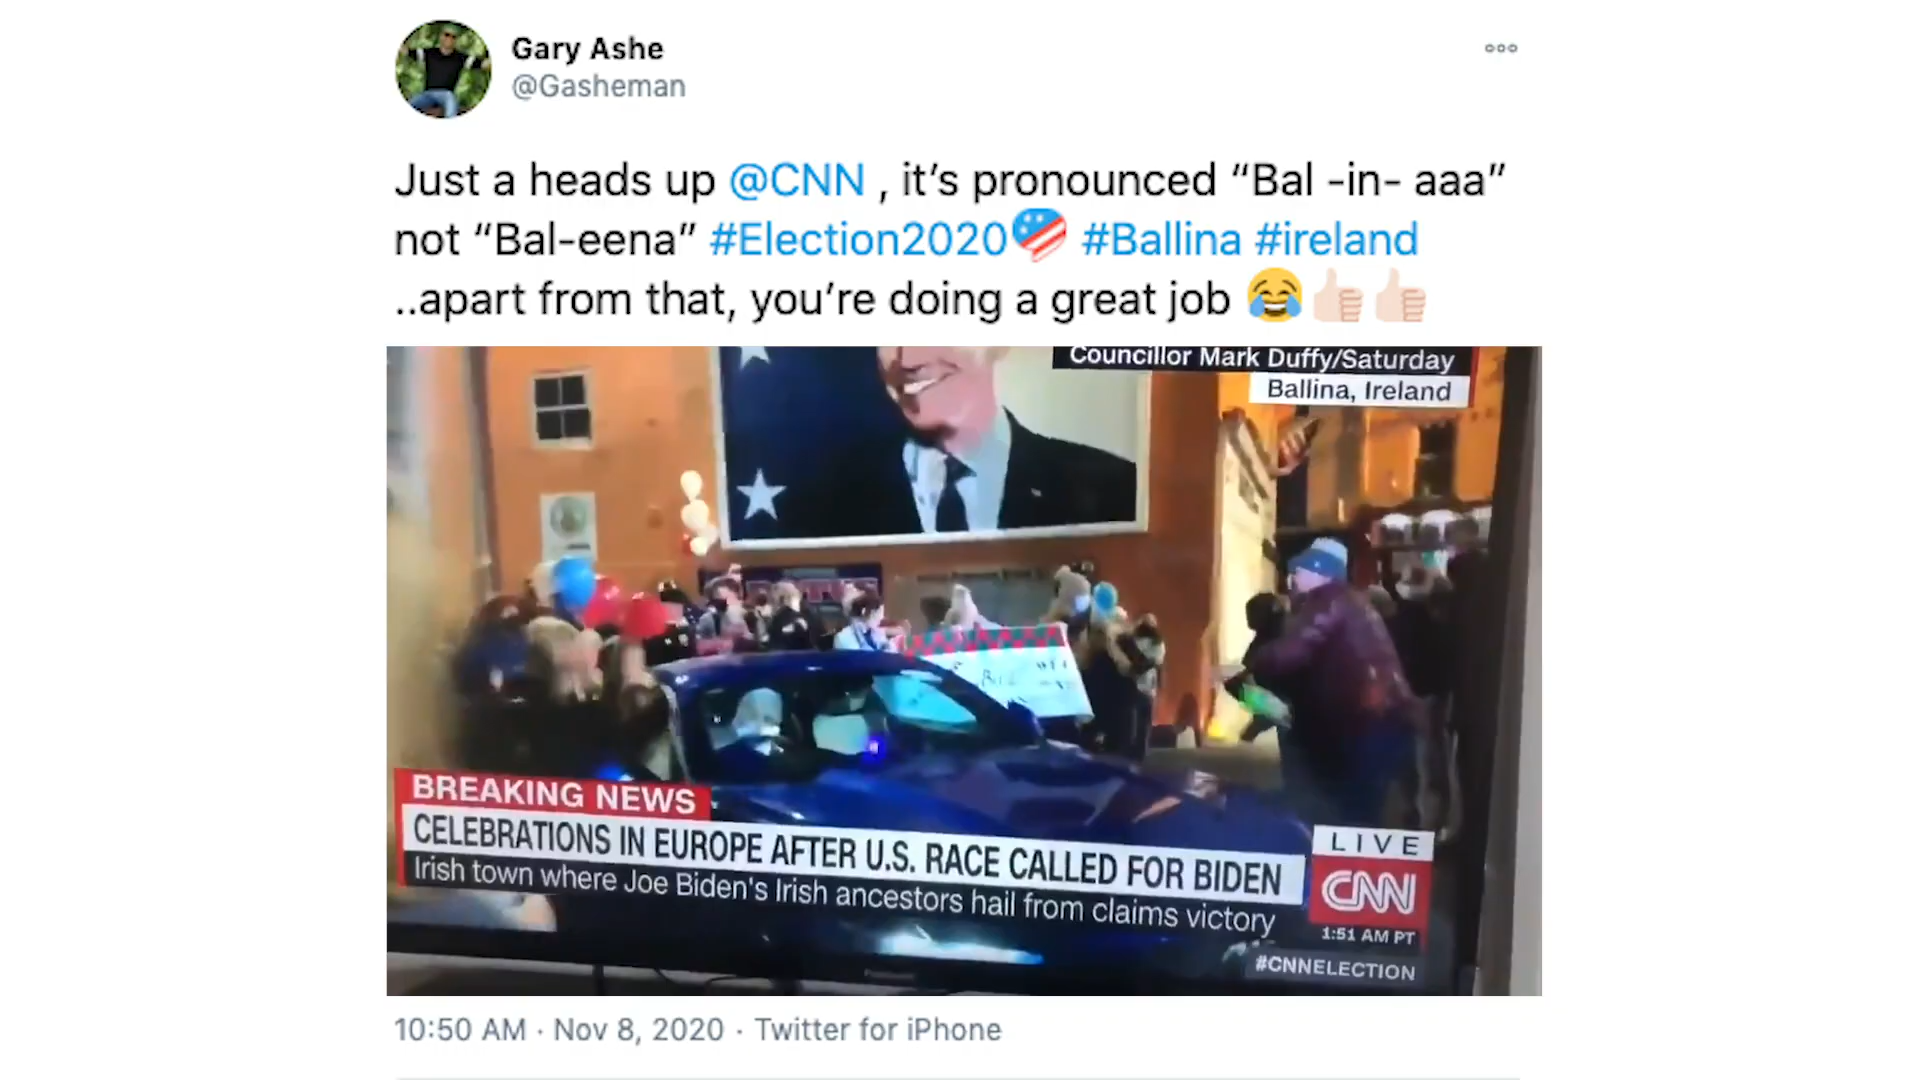 Gary Ashe
@Gasheman
Just a heads up @CNN , it’s pronounced “Bal -in- aaa”
not “Bal-eena” #Election2020 #Ballina #ireland
..apart from that, you’re doing a great job 😂👍🏻👍🏻
Councillor Mark Duffy/Saturday
Ballina, Ireland
BREAKING NEWS
CELEBRATIONS IN EUROPE AFTER U.S. RACE CALLED FOR BIDEN
Irish town where Joe Biden's Irish ancestors hail from claims victory
LIVE
CNN
1:51 AM PT
#CNNELECTION
10:50 AM · Nov 8, 2020 · Twitter for iPhone